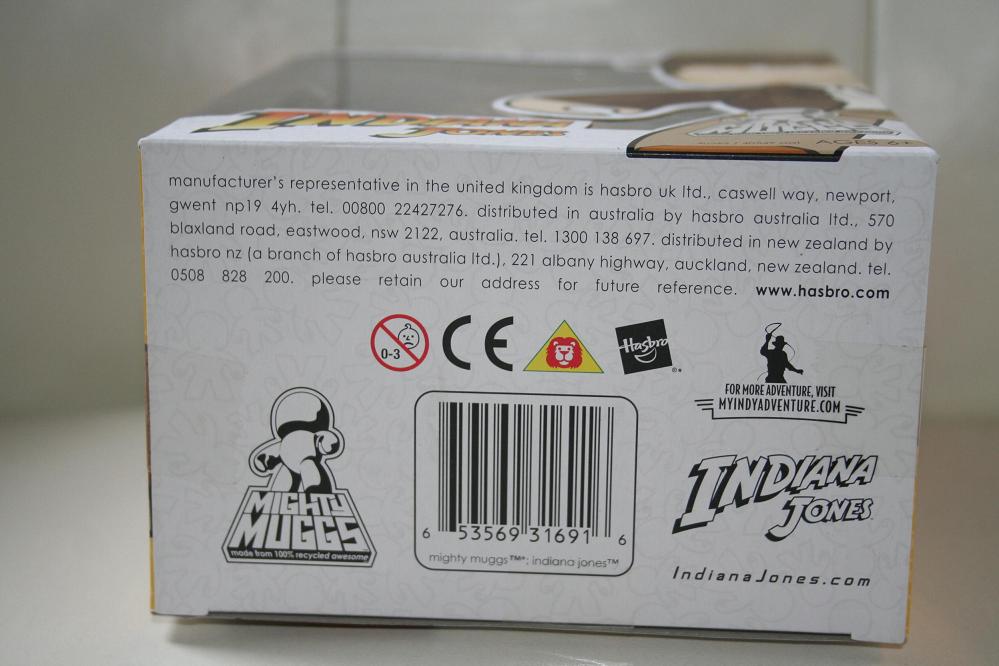 INDIANA
JONES
AGES 6+
manufacturer's representative in the united kingdom is hasbro uk ltd., caswell way, newport,
gwent np19 4yh. tel. 00800 22427276. distributed in australia by hasbro australia ltd., 570
blaxland road, eastwood, nsw 2122, australia. tel. 1300 138 697. distributed in new zealand by
hasbro nz (a branch of hasbro australia ltd.), 221 albany highway, auckland, new zealand. tel.
0508 828 200. please retain our address for future reference. www.hasbro.com
0-3
CE
Hasbro
FOR MORE ADVENTURE, VISIT
MYINDYADVENTURE.COM
MIGHTY
MUGGS
made from 100% recycled awesome
6 53569 31691 6
mighty muggs™*: indiana jones™
INDIANA
JONES
IndianaJones.com